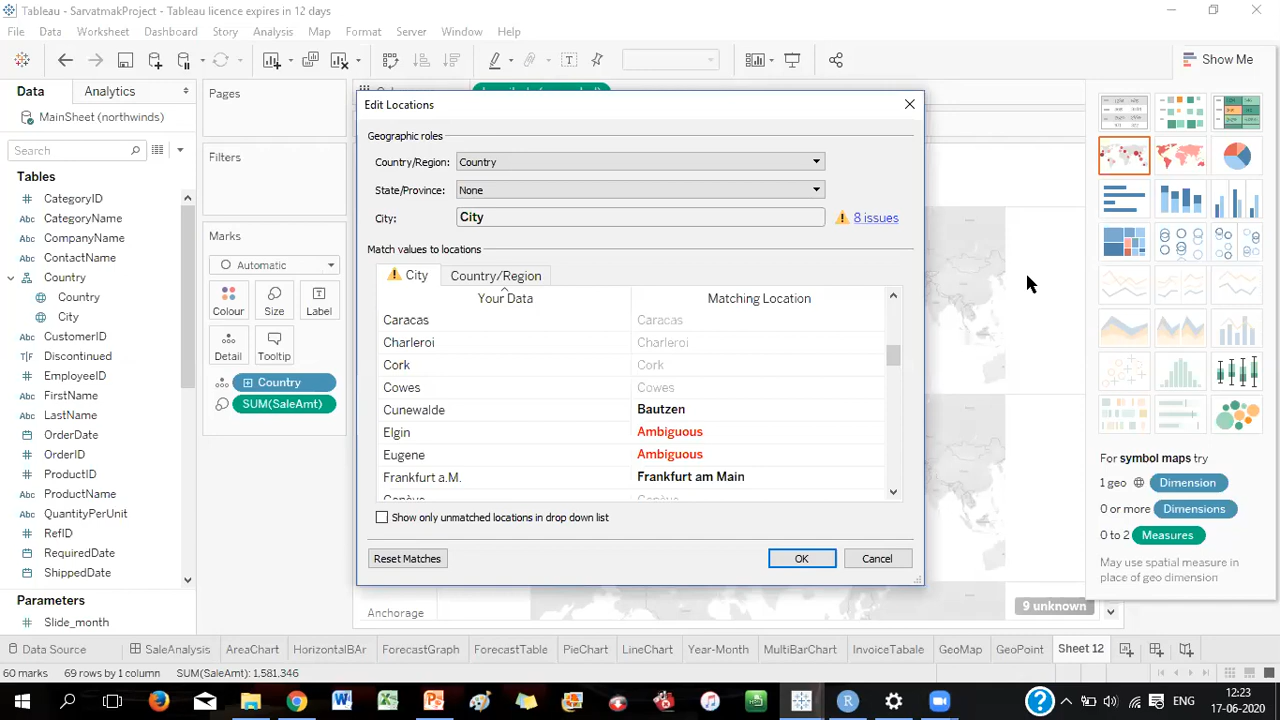 Tableau - SarvatmakProject - Tableau licence expires in 12 days
File Data Worksheet Dashboard Story Analysis Map Format Server Window Help
Show Me
Data Analytics
Pages
MainSheet (northwinds)
Search
Filters
Tables
CategoryID
CategoryName
CompanyName
ContactName
Country
Country
City
CustomerID
Discontinued
EmployeeID
FirstName
LastName
OrderDate
OrderID
ProductID
ProductName
QuantityPerUnit
RefID
RequiredDate
ShippedDate
Parameters
Slide_month
Marks
Automatic
Colour Size Label
Detail Tooltip
Country
SUM(SaleAmt)
Edit Locations
Geographic roles
Country/Region: Country
State/Province: None
City: City 8 issues
Match values to locations
City Country/Region
Your Data Matching Location
Caracas Caracas
Charleroi Charleroi
Cork Cork
Cowes Cowes
Cunewalde Bautzen
Elgin Ambiguous
Eugene Ambiguous
Frankfurt a.M. Frankfurt am Main
Genève Genève
Show only unmatched locations in drop down list
Reset Matches OK Cancel
Anchorage
9 unknown
For symbol maps try
1 geo Dimension
0 or more Dimensions
0 to 2 Measures
May use spatial measure in
place of geo dimension
Data Source SaleAnalysis AreaChart HorizontalBAr ForecastGraph ForecastTable PieChart LineChart Year-Month MultiBarChart InvoiceTabale GeoMap GeoPoint Sheet 12
60 marks 69 rows by 1 column SUM(SaleAmt): 1,581,346
ENG
12:23
17-06-2020